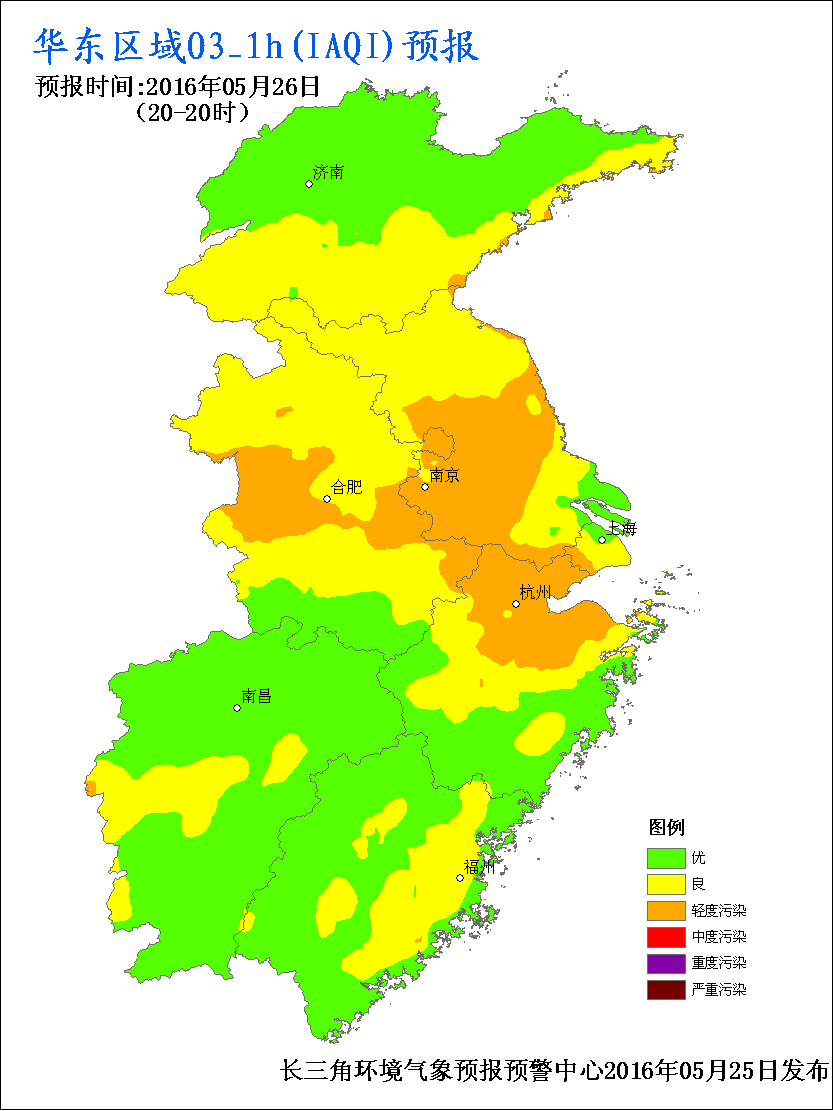 华东区域O3_1h(IAQI)预报
预报时间:2016年05月26日
(20-20时)
济南
南京
合肥
上海
杭州
南昌
福州
图例
优
良
轻度污染
中度污染
重度污染
严重污染
长三角环境气象预报预警中心2016年05月25日发布